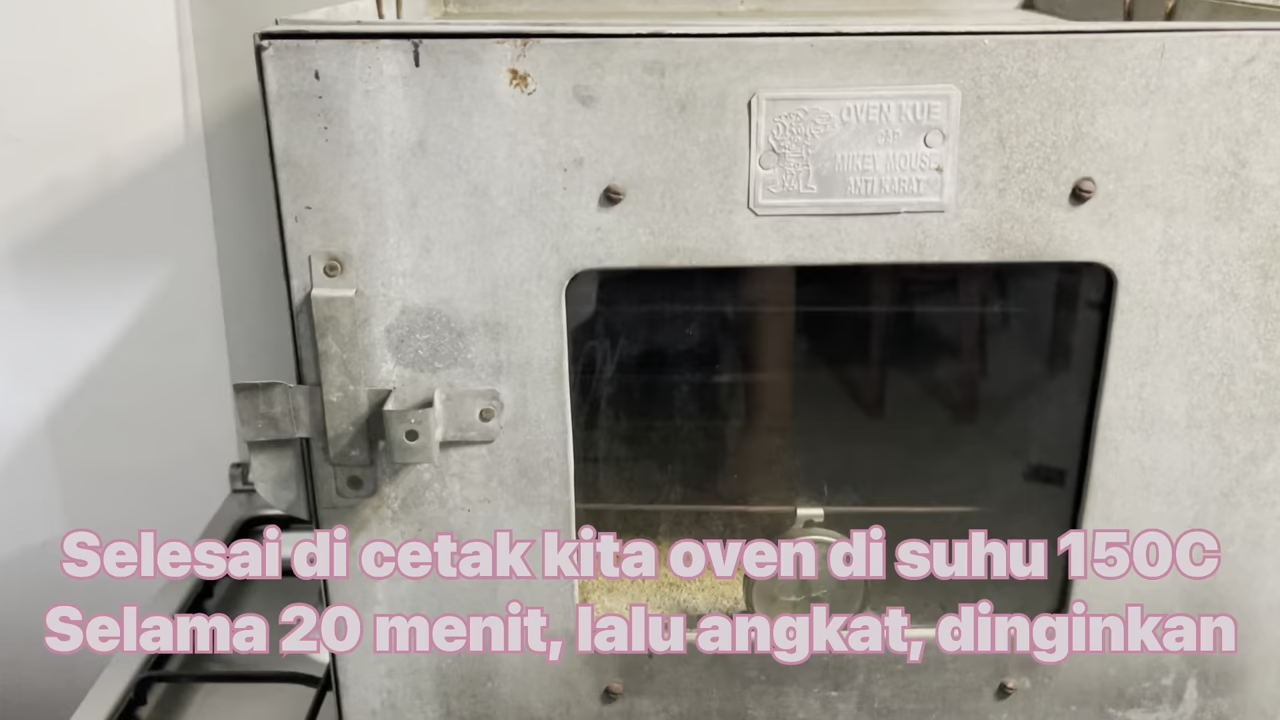 OVEN KUE
CAP
MIKEY MOUSE
ANTI KARAT
Selesai di cetak kita oven di suhu 150C
Selama 20 menit, lalu angkat, dinginkan